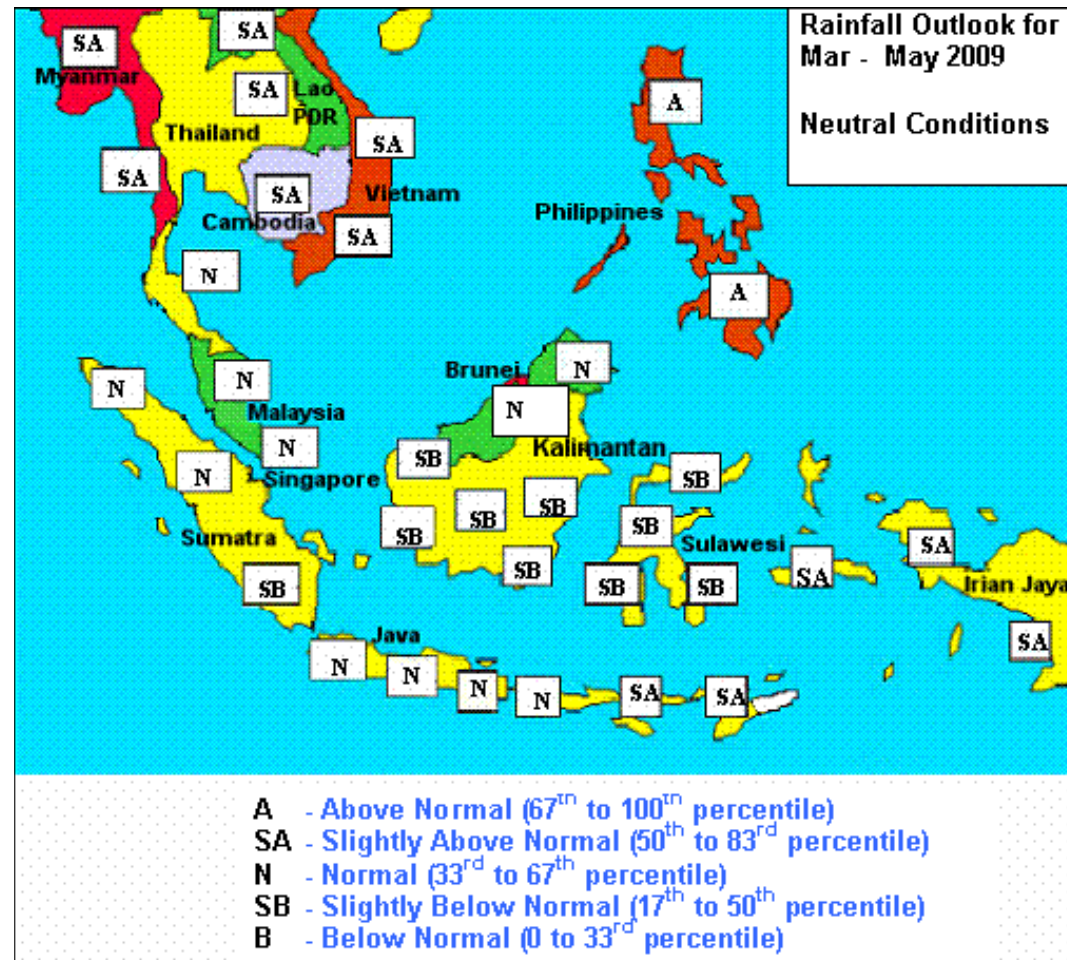 Rainfall Outlook for
Mar - May 2009
Neutral Conditions
SA
SA
Myanmar
SA
Lao
PDR
A
Thailand
SA
SA
SA
Vietnam
Cambodia
Philippines
SA
N
A
Brunei
N
N
N
Malaysia
N
N
Kalimantan
SB
N
Singapore
SB
SB
SB
SB
SB
Sumatra
Sulawesi
SA
SB
SB
SB
SB
SA
Irian Jaya
Java
SA
N
N
N
N
SA
SA
A - Above Normal (67th to 100th percentile)
SA - Slightly Above Normal (50th to 83rd percentile)
N - Normal (33rd to 67th percentile)
SB - Slightly Below Normal (17th to 50th percentile)
B - Below Normal (0 to 33rd percentile)